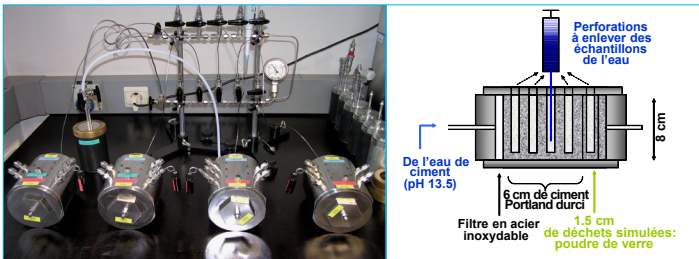 Perforations
à enlever des
échantillons
de l'eau
8 cm
De l'eau de
ciment
(pH 13.5)
6 cm de ciment
Portland durci
Filtre en acier
inoxydable
1.5 cm
de déchets simulées:
poudre de verre